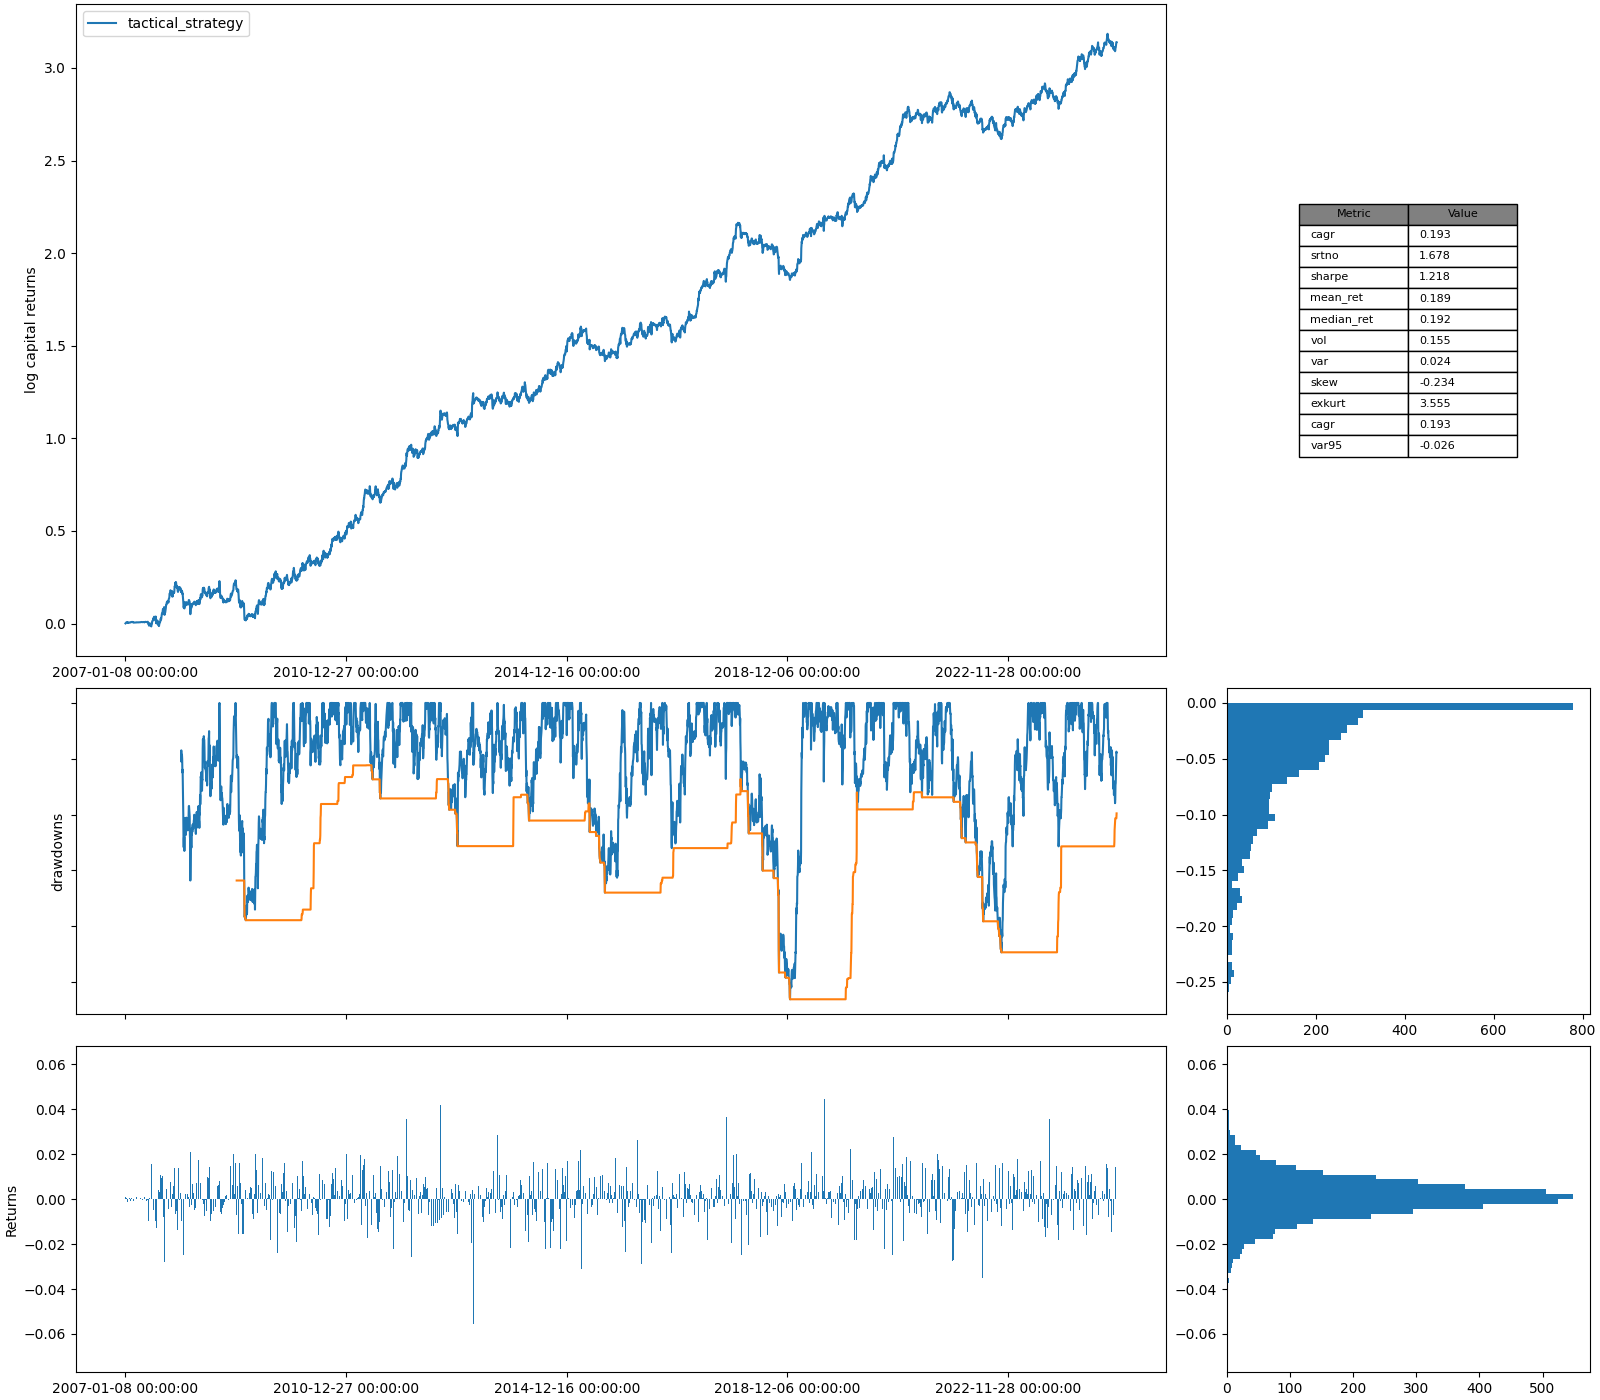 tactical_strategy
log capital returns
3.0
2.5
2.0
1.5
1.0
0.5
0.0
2007-01-08 00:00:00 2010-12-27 00:00:00 2014-12-16 00:00:00 2018-12-06 00:00:00 2022-11-28 00:00:00
Metric Value
cagr 0.193
srtno 1.678
sharpe 1.218
mean_ret 0.189
median_ret 0.192
vol 0.155
var 0.024
skew -0.234
exkurt 3.555
cagr 0.193
var95 -0.026
drawdowns
0.00
−0.05
−0.10
−0.15
−0.20
−0.25
0 200 400 600 800
Returns
0.06
0.04
0.02
0.00
−0.02
−0.04
−0.06
2007-01-08 00:00:00 2010-12-27 00:00:00 2014-12-16 00:00:00 2018-12-06 00:00:00 2022-11-28 00:00:00
0.06
0.04
0.02
0.00
−0.02
−0.04
−0.06
0 100 200 300 400 500